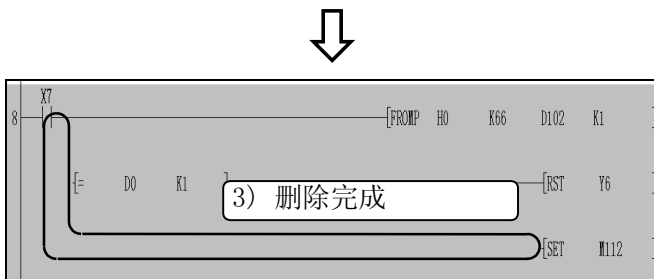 X7
8 [FROMP H0 K66 D102 K1 ]
[= D0 K1 ] [RST Y6 ]
3) 删除完成
[SET M112 ]